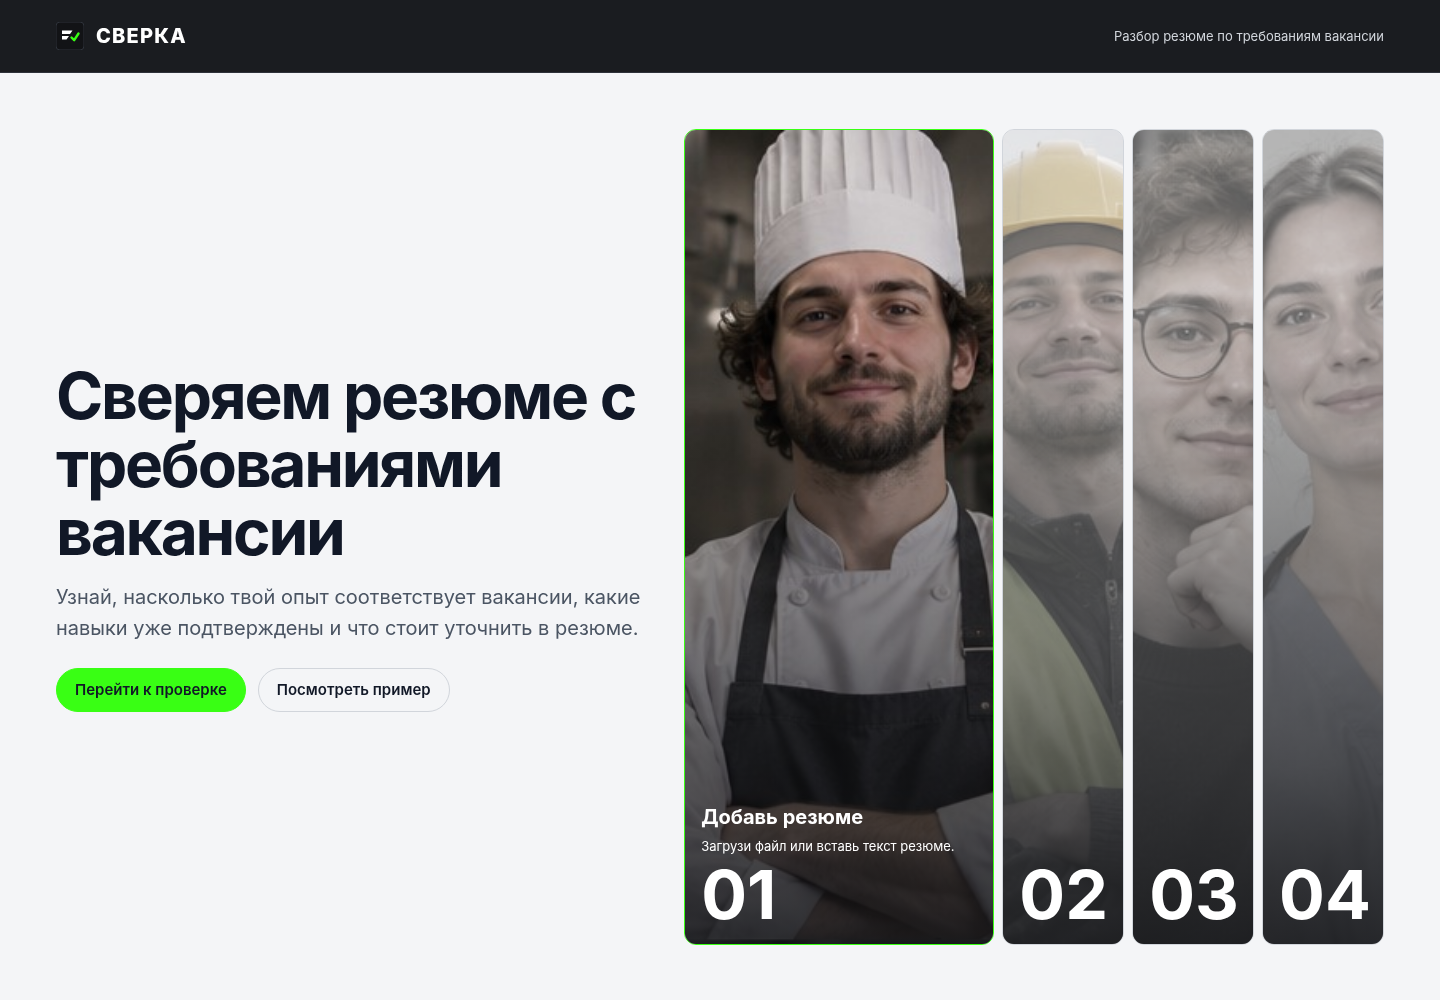 СВЕРКА
Разбор резюме по требованиям вакансии
Сверяем резюме с
требованиями
вакансии
Узнай, насколько твой опыт соответствует вакансии, какие
навыки уже подтверждены и что стоит уточнить в резюме.
Перейти к проверке
Посмотреть пример
Добавь резюме
Загрузи файл или вставь текст резюме.
01
02
03
04